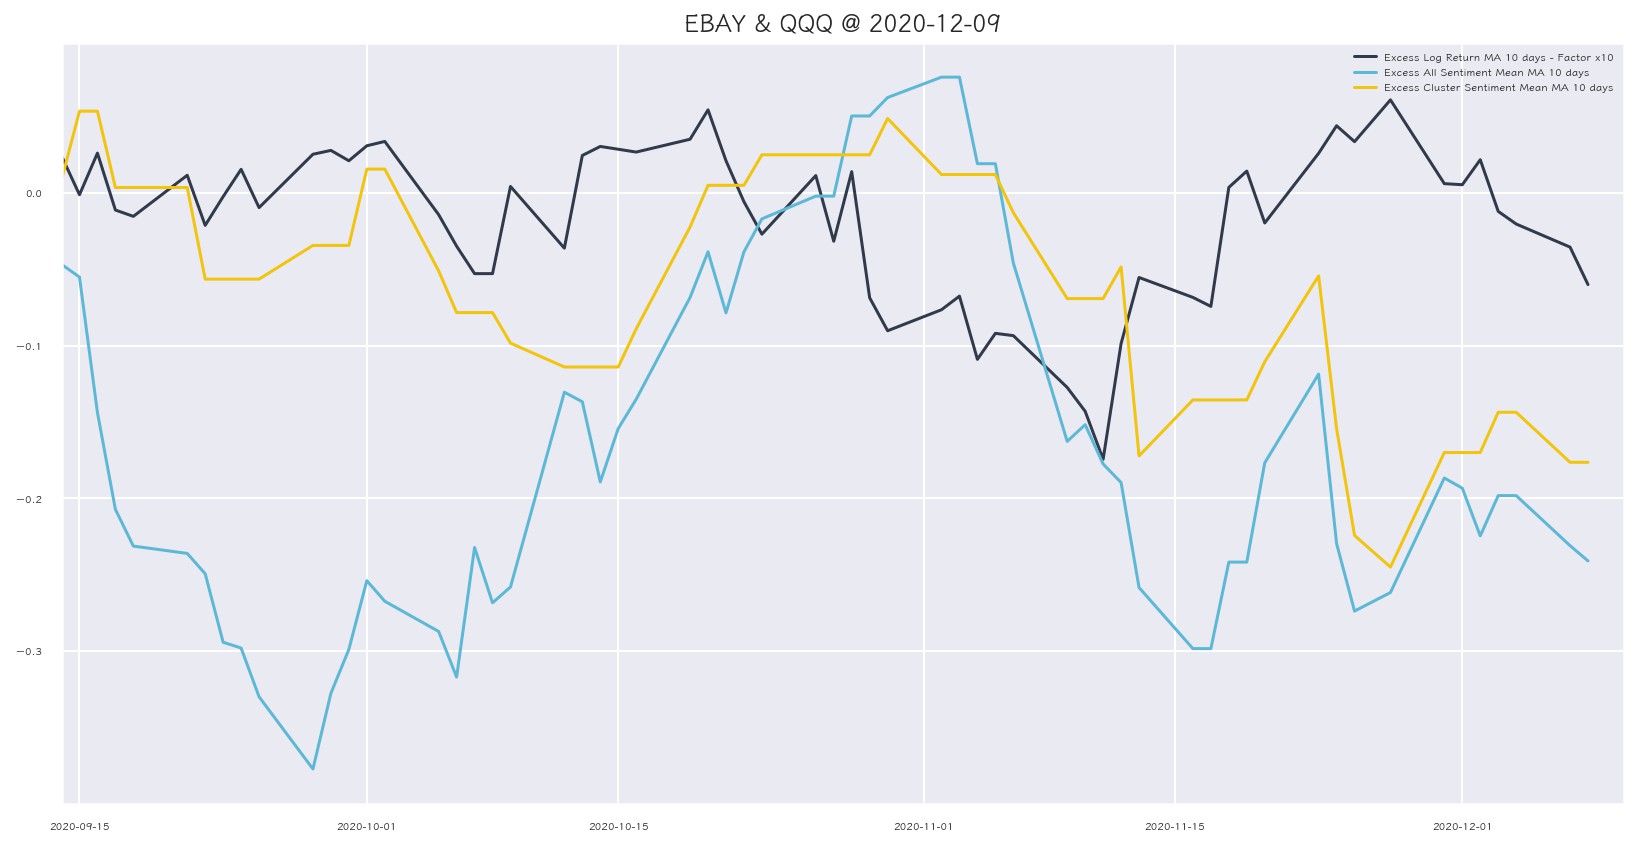 EBAY & QQQ @ 2020-12-09
Excess Log Return MA 10 days - Factor x10
Excess All Sentiment Mean MA 10 days
Excess Cluster Sentiment Mean MA 10 days
0.0
−0.1
−0.2
−0.3
2020-09-15
2020-10-01
2020-10-15
2020-11-01
2020-11-15
2020-12-01